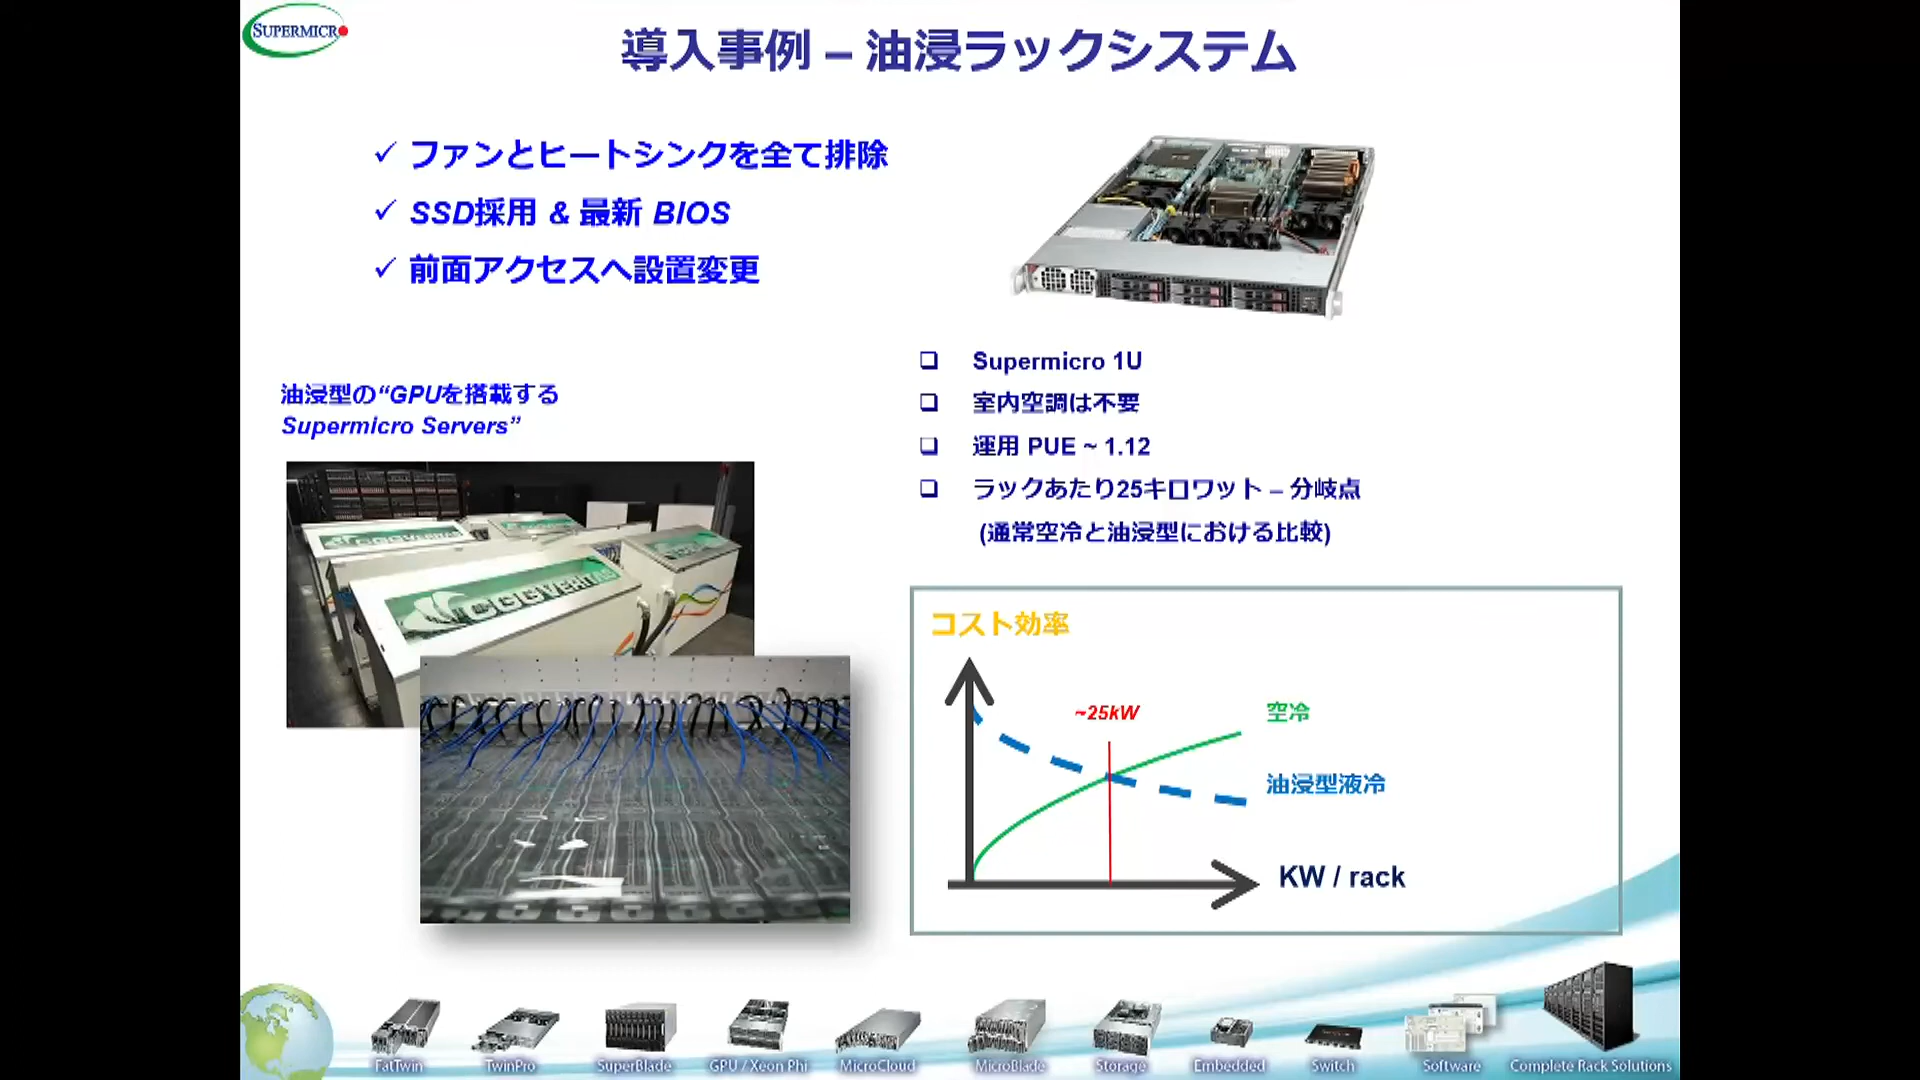 SUPERMICRO
導入事例 – 油浸ラックシステム
ファンとヒートシンクを全て排除
SSD採用 & 最新 BIOS
前面アクセスへ設置変更
油浸型の“GPUを搭載する
Supermicro Servers”
CGGVERITAS
Supermicro 1U
室内空調は不要
運用 PUE ~ 1.12
ラックあたり25キロワット – 分岐点
(通常空冷と油浸型における比較)
コスト効率
~25kW
空冷
油浸型液冷
KW / rack
FatTwin
TwinPro
SuperBlade
GPU / Xeon Phi
MicroCloud
MicroBlade
Storage
Embedded
Switch
Software
Complete Rack Solutions